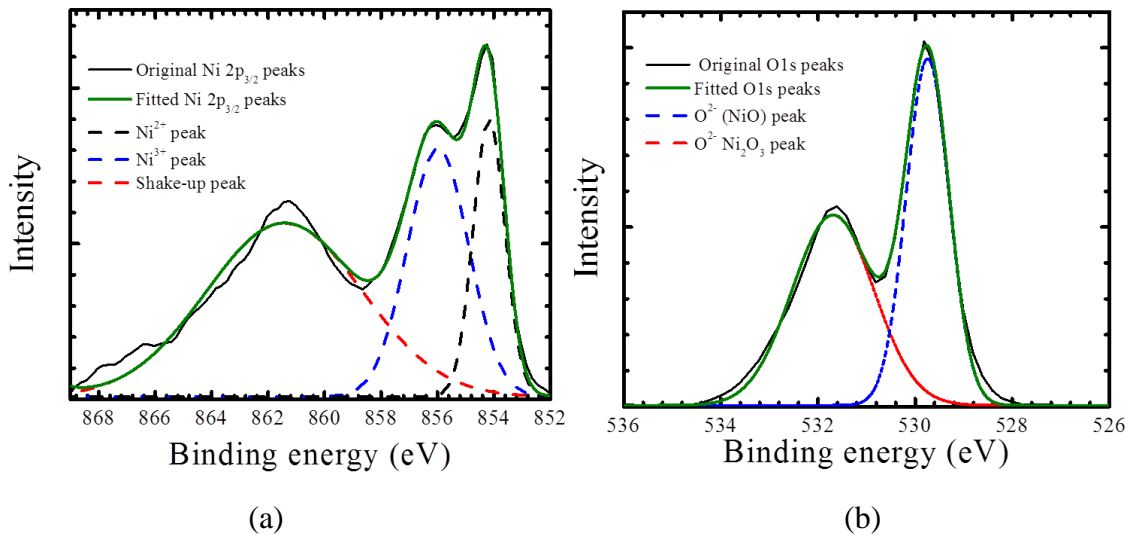 Original Ni 2p3/2 peaks
Fitted Ni 2p3/2 peaks
Ni2+ peak
Ni3+ peak
Shake-up peak
Intensity
868 866 864 862 860 858 856 854 852
Binding energy (eV)
(a)
Original O1s peaks
Fitted O1s peaks
O2- (NiO) peak
O2- Ni2O3 peak
Intensity
536 534 532 530 528 526
Binding energy (eV)
(b)